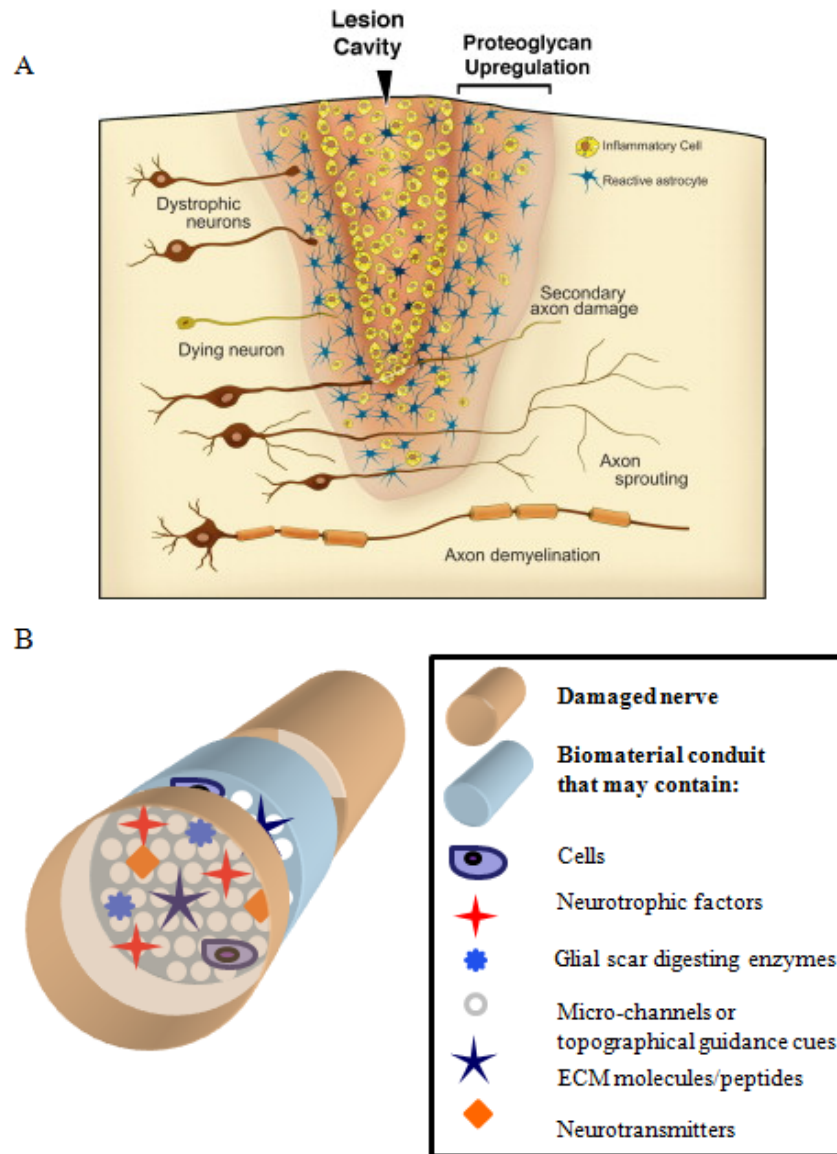 A
Lesion
Cavity
Proteoglycan
Upregulation
Inflammatory Cell
Reactive astrocyte
Dystrophic
neurons
Secondary
axon damage
Dying neuron
Axon
sprouting
Axon demyelination
B
Damaged nerve
Biomaterial conduit
that may contain:
Cells
Neurotrophic factors
Glial scar digesting enzymes
Micro-channels or
topographical guidance cues
ECM molecules/peptides
Neurotransmitters